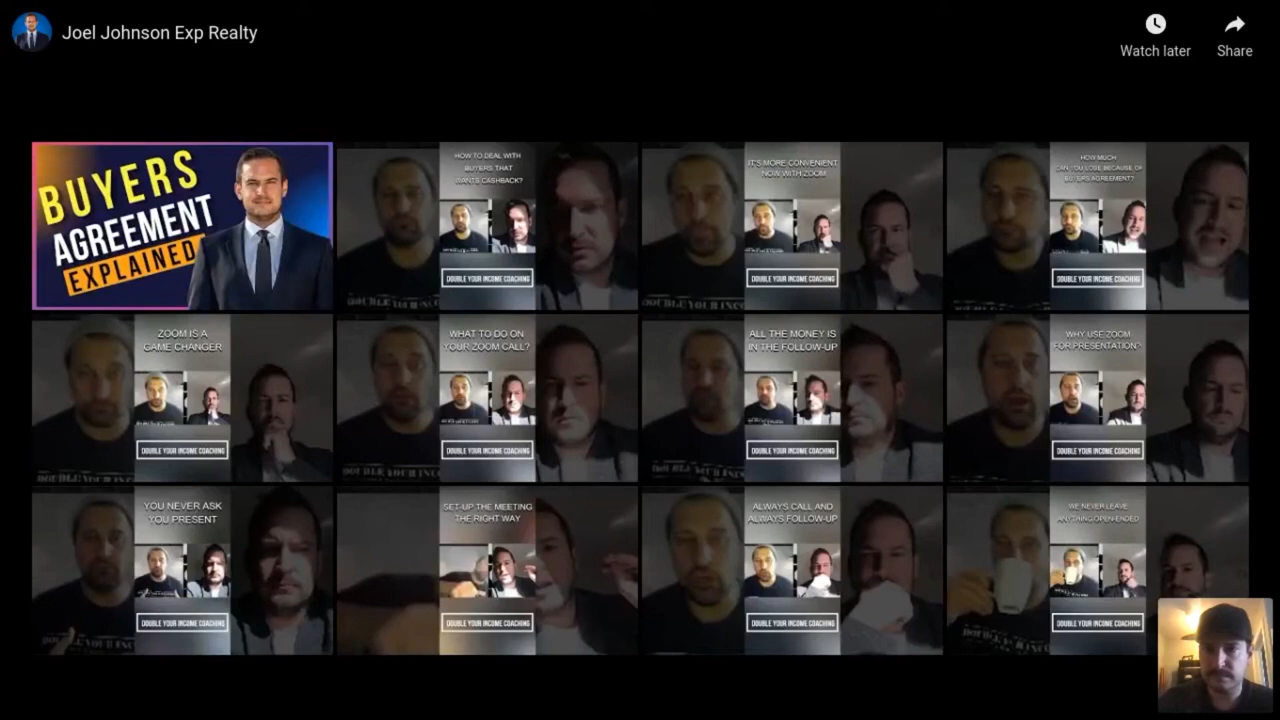 Joel Johnson Exp Realty
Watch later
Share
BUYERS
AGREEMENT
EXPLAINED
HOW TO DEAL WITH
BUYERS THAT
WANTS CASHBACK?
DOUBLE YOUR INCOME COACHING
IT'S MORE CONVENIENT
NOW WITH ZOOM
DOUBLE YOUR INCOME COACHING
HOW MUCH
CAN YOU LOSE BECAUSE OF
BUYERS AGREEMENT?
DOUBLE YOUR INCOME COACHING
ZOOM IS A
GAME CHANGER
DOUBLE YOUR INCOME COACHING
WHAT TO DO ON
YOUR ZOOM CALL?
DOUBLE YOUR INCOME COACHING
ALL THE MONEY IS
IN THE FOLLOW-UP
DOUBLE YOUR INCOME COACHING
WHY USE ZOOM
FOR PRESENTATION?
DOUBLE YOUR INCOME COACHING
YOU NEVER ASK
YOU PRESENT
DOUBLE YOUR INCOME COACHING
SET-UP THE MEETING
THE RIGHT WAY
DOUBLE YOUR INCOME COACHING
ALWAYS CALL AND
ALWAYS FOLLOW-UP
DOUBLE YOUR INCOME COACHING
WE NEVER LEAVE
ANYTHING OPEN-ENDED
DOUBLE YOUR INCOME COACHING